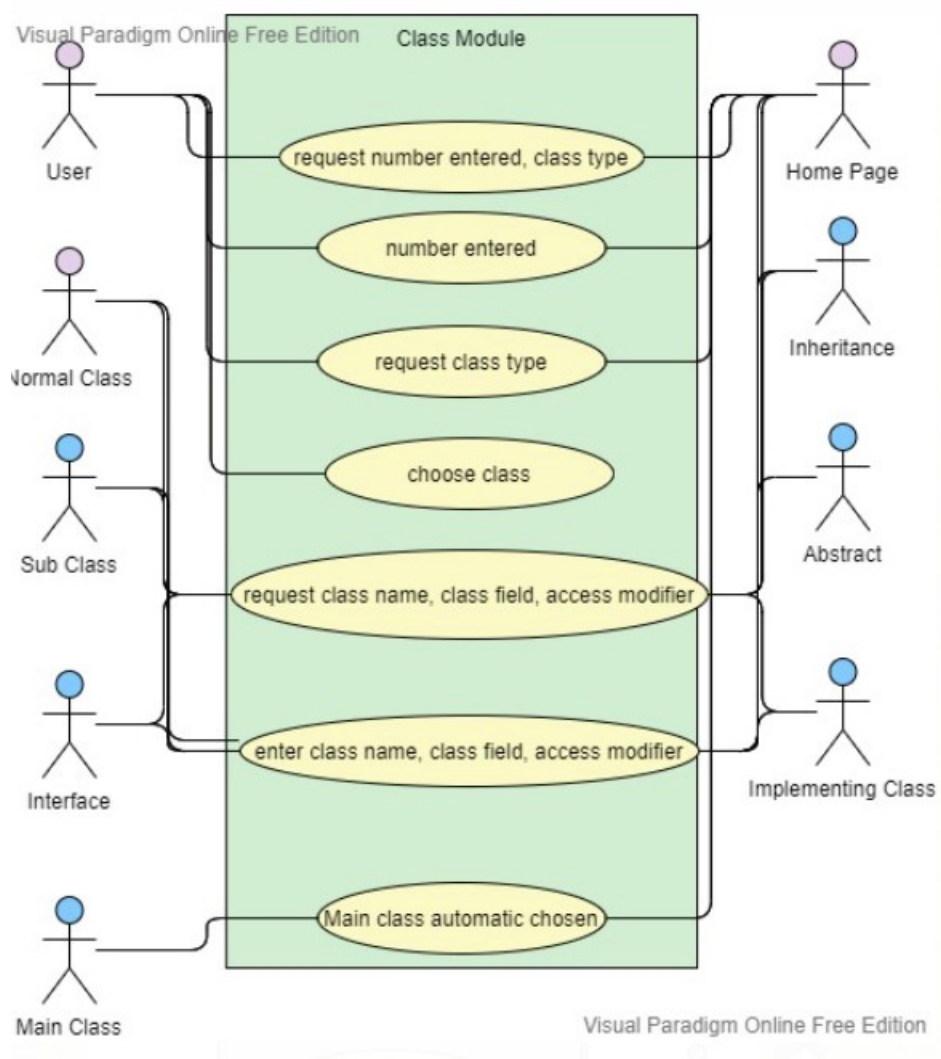 Visual Paradigm Online Free Edition
Class Module
User
Home Page
request number entered, class type
number entered
Normal Class
Inheritance
request class type
choose class
Sub Class
Abstract
request class name, class field, access modifier
Interface
Implementing Class
enter class name, class field, access modifier
Main class automatic chosen
Main Class
Visual Paradigm Online Free Edition